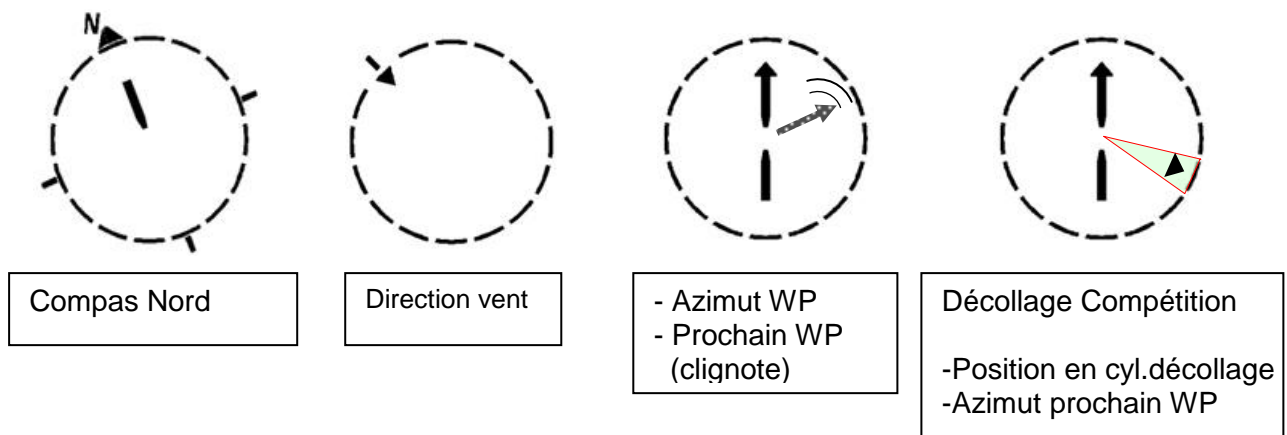 N
Compas Nord
Direction vent
- Azimut WP
- Prochain WP
(clignote)
Décollage Compétition
-Position en cyl.décollage
-Azimut prochain WP